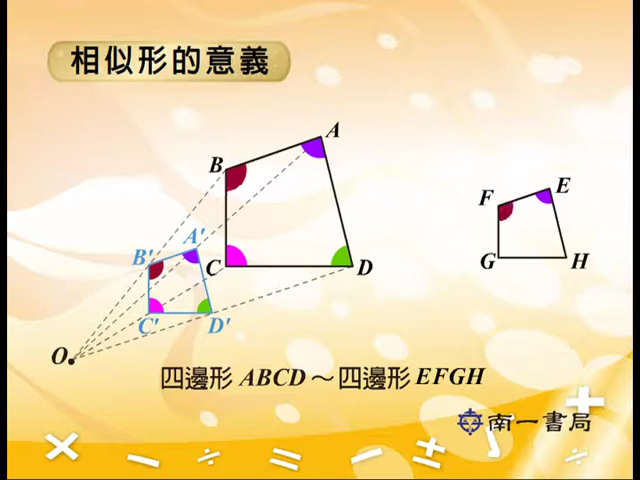 相似形的意義
A
B
C
D
A'
B'
C'
D'
O
F
E
G
H
四邊形 ABCD～四邊形 EFGH
南一書局
× − ÷ = − ± ∫ + ÷